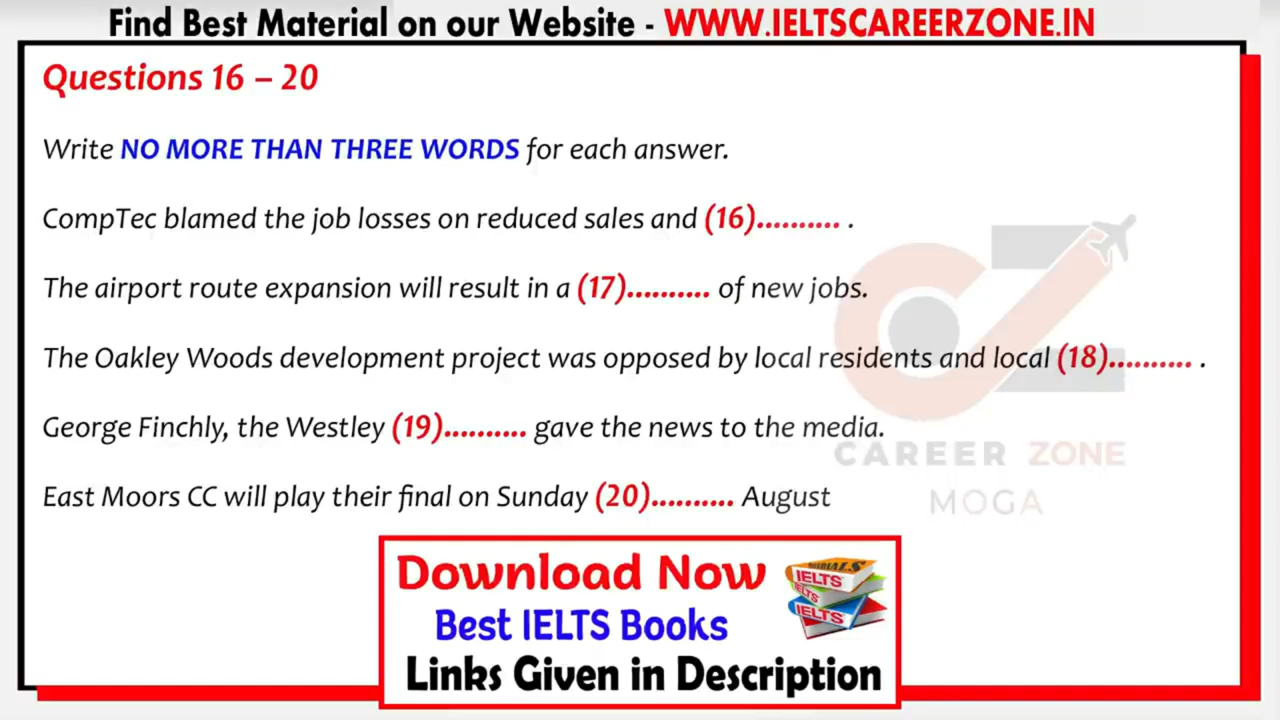 Find Best Material on our Website - WWW.IELTSCAREERZONE.IN
Questions 16 – 20
Write NO MORE THAN THREE WORDS for each answer.
CompTec blamed the job losses on reduced sales and (16).......... .
The airport route expansion will result in a (17).......... of new jobs.
The Oakley Woods development project was opposed by local residents and local (18).......... .
George Finchly, the Westley (19).......... gave the news to the media.
CAREER ZONE
East Moors CC will play their final on Sunday (20).......... August
MOGA
Download Now
Best IELTS Books
Links Given in Description
IELTS
IELTS
IELTS